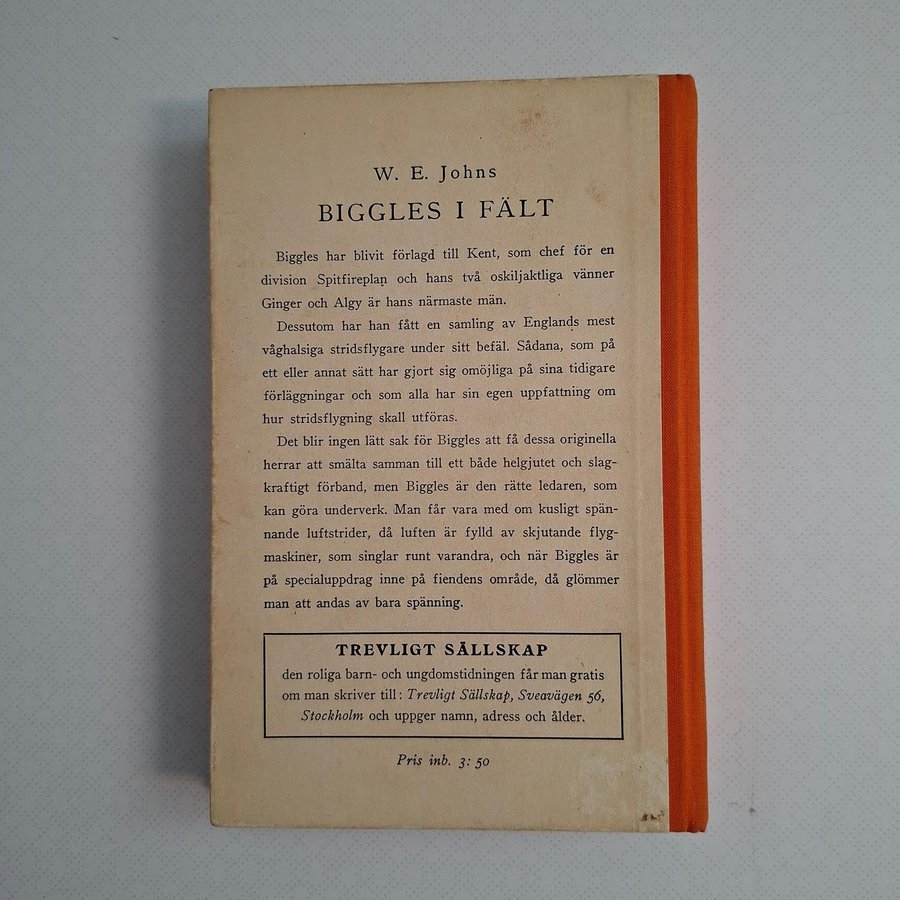 W. E. Johns
BIGGLES I FÄLT
Biggles har blivit förlagd till Kent, som chef för en
division Spitfireplan och hans två oskiljaktliga vänner
Ginger och Algy är hans närmaste män.
Dessutom har han fått en samling av Englands mest
våghalsiga stridsflygare under sitt befäl. Sådana, som på
ett eller annat sätt har gjort sig omöjliga på sina tidigare
förläggningar och som alla har sin egen uppfattning om
hur stridsflygning skall utföras.
Det blir ingen lätt sak för Biggles att få dessa originella
herrar att smälta samman till ett både helgjutet och slag-
kraftigt förband, men Biggles är den rätte ledaren, som
kan göra underverk. Man får vara med om kusligt spän-
nande luftstrider, då luften är fylld av skjutande flyg-
maskiner, som singlar runt varandra, och när Biggles är
på specialuppdrag inne på fiendens område, då glömmer
man att andas av bara spänning.
TREVLIGT SÄLLSKAP
den roliga barn- och ungdomstidningen får man gratis
om man skriver till: Trevligt Sällskap, Sveavägen 56,
Stockholm och uppger namn, adress och ålder.
Pris inb. 3: 50